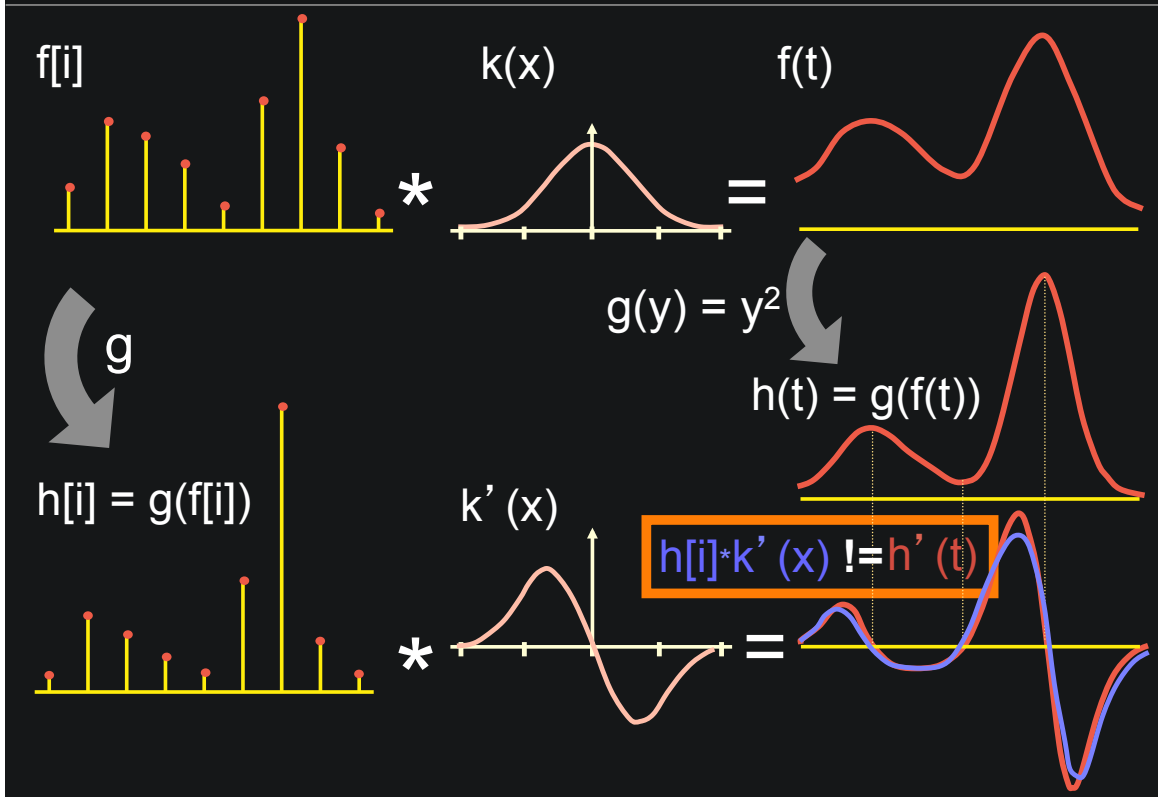 f[i]
k(x)
f(t)
*
=
g(y) = y²
g
h(t) = g(f(t))
h[i] = g(f[i])
k’(x)
h[i]*k’(x) != h’(t)
*
=